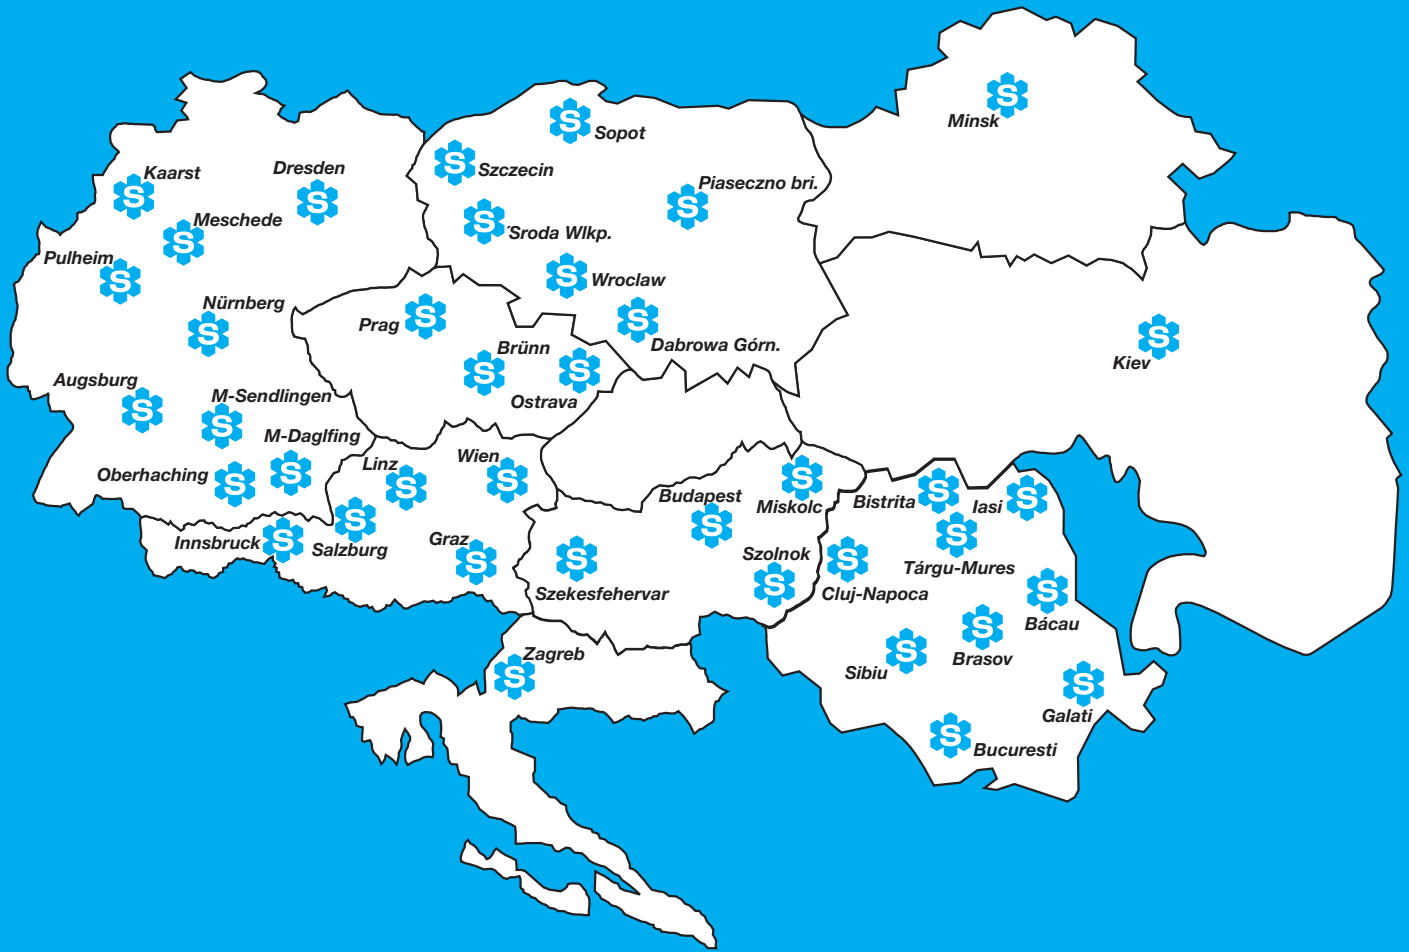 Minsk
Sopot
Szczecin
Kaarst
Dresden
Piaseczno bri.
Meschede
Środa Wlkp.
Pulheim
Wroclaw
Nürnberg
Prag
Dabrowa Górn.
Brünn
Kiev
Augsburg
M-Sendlingen
Ostrava
M-Daglfing
Oberhaching
Linz
Wien
Budapest
Miskolc
Bistrita
Iasi
Innsbruck
Salzburg
Graz
Szolnok
Tárgu-Mures
Szekesfehervar
Cluj-Napoca
Bácau
Zagreb
Sibiu
Brasov
Galati
Bucuresti